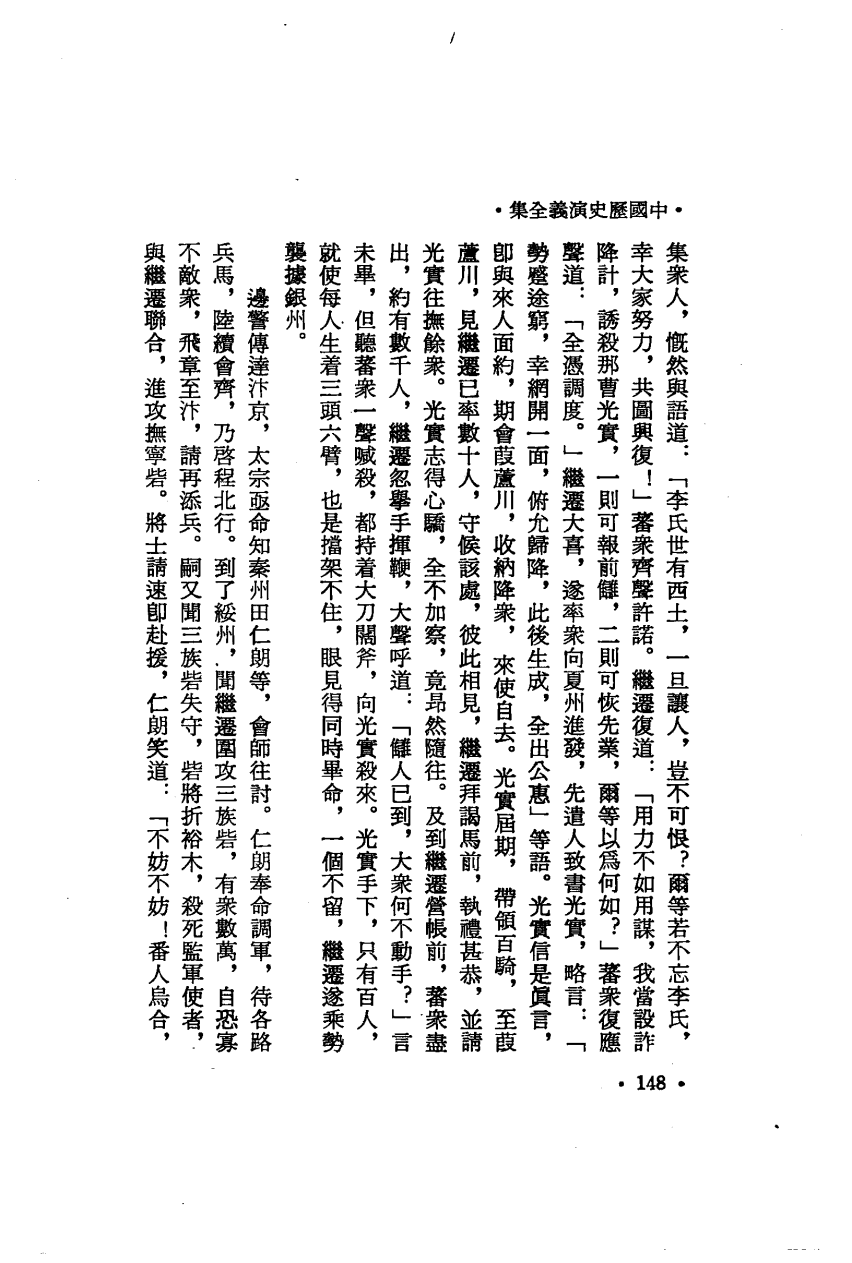 •中國歷史演義全集•
集衆人，慨然與語道：「李氏世有西土，一旦讓人，豈不可恨？爾等若不忘李氏，
幸大家努力，共圖興復！」蕃衆齊聲許諾。繼遷復道：「用力不如用謀，我當設詐
降計，誘殺那曹光實，一則可報前讎，二則可恢先業，爾等以爲何如？」蕃衆復應
聲道：「全憑調度。」繼遷大喜，遂率衆向夏州進發，先遣人致書光實，略言：「
勢蹙途窮，幸網開一面，俯允歸降，此後生成，全出公惠」等語。光實信是眞言，
卽與來人面約，期會葭蘆川，收納降衆，來使自去。光實屆期，帶領百騎，至葭
蘆川，見繼遷已率數十人，守候該處，彼此相見，繼遷拜謁馬前，執禮甚恭，並請
光實往撫餘衆。光實志得心驕，全不加察，竟昂然隨往。及到繼遷營帳前，蕃衆盡
出，約有數千人，繼遷忽舉手揮鞭，大聲呼道：「讎人已到，大衆何不動手？」言
未畢，但聽蕃衆一聲喊殺，都持着大刀闊斧，向光實殺來。光實手下，只有百人，
就使每人生着三頭六臂，也是擋架不住，眼見得同時畢命，一個不留，繼遷遂乘勢
襲據銀州。
邊警傳達汴京，太宗亟命知秦州田仁朗等，會師往討。仁朗奉命調軍，待各路
兵馬，陸續會齊，乃啓程北行。到了綏州，聞繼遷圍攻三族砦，有衆數萬，自恐寡
不敵衆，飛章至汴，請再添兵。嗣又聞三族砦失守，砦將折裕木，殺死監軍使者，
與繼遷聯合，進攻撫寧砦。將士請速卽赴援，仁朗笑道：「不妨不妨！番人烏合，
•148•